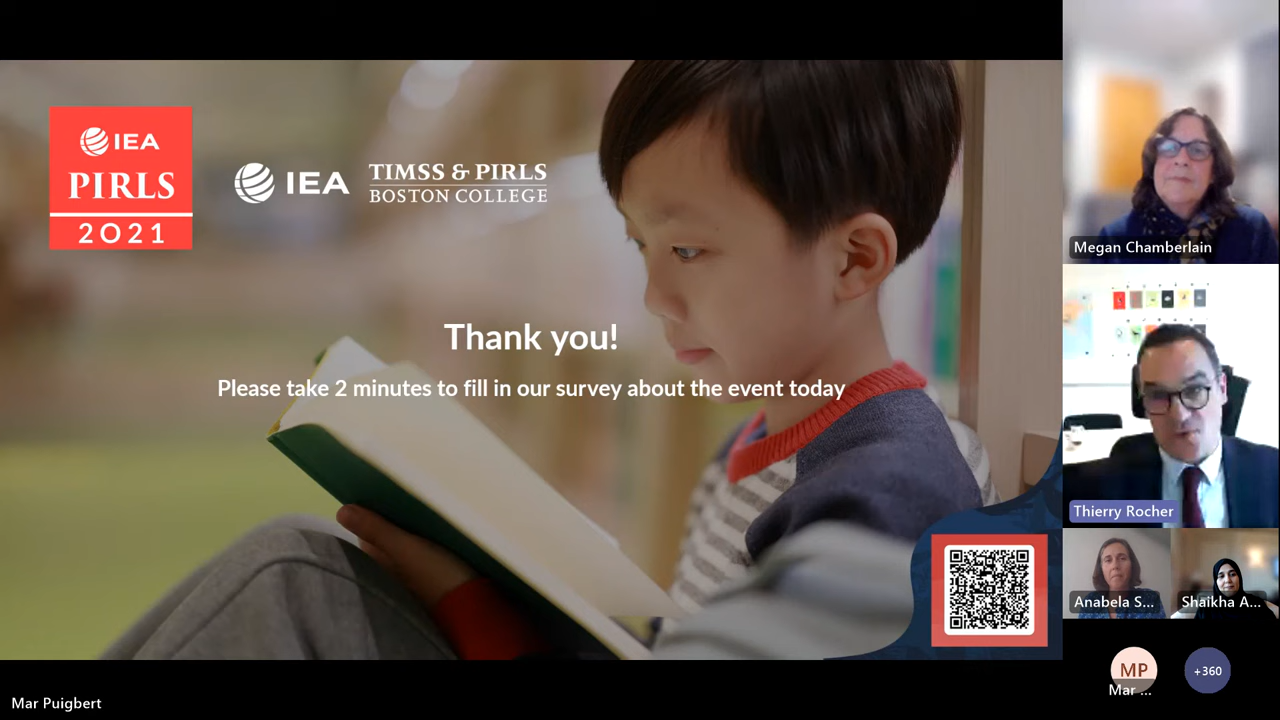 IEA
PIRLS
2021
IEA
TIMSS & PIRLS
BOSTON COLLEGE
Thank you!
Please take 2 minutes to fill in our survey about the event today
Megan Chamberlain
Thierry Rocher
Anabela S...
Shaikha A...
MP
Mar ...
+360
Mar Puigbert